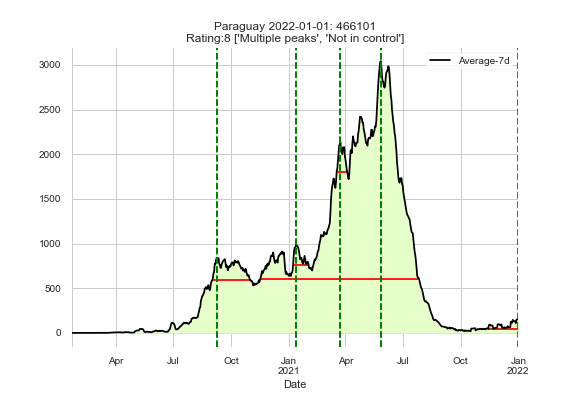 Paraguay 2022-01-01: 466101
Rating:8 ['Multiple peaks', 'Not in control']
Average-7d
3000
2500
2000
1500
1000
500
0
Apr Jul Oct Jan Apr Jul Oct Jan
2021 2022
Date